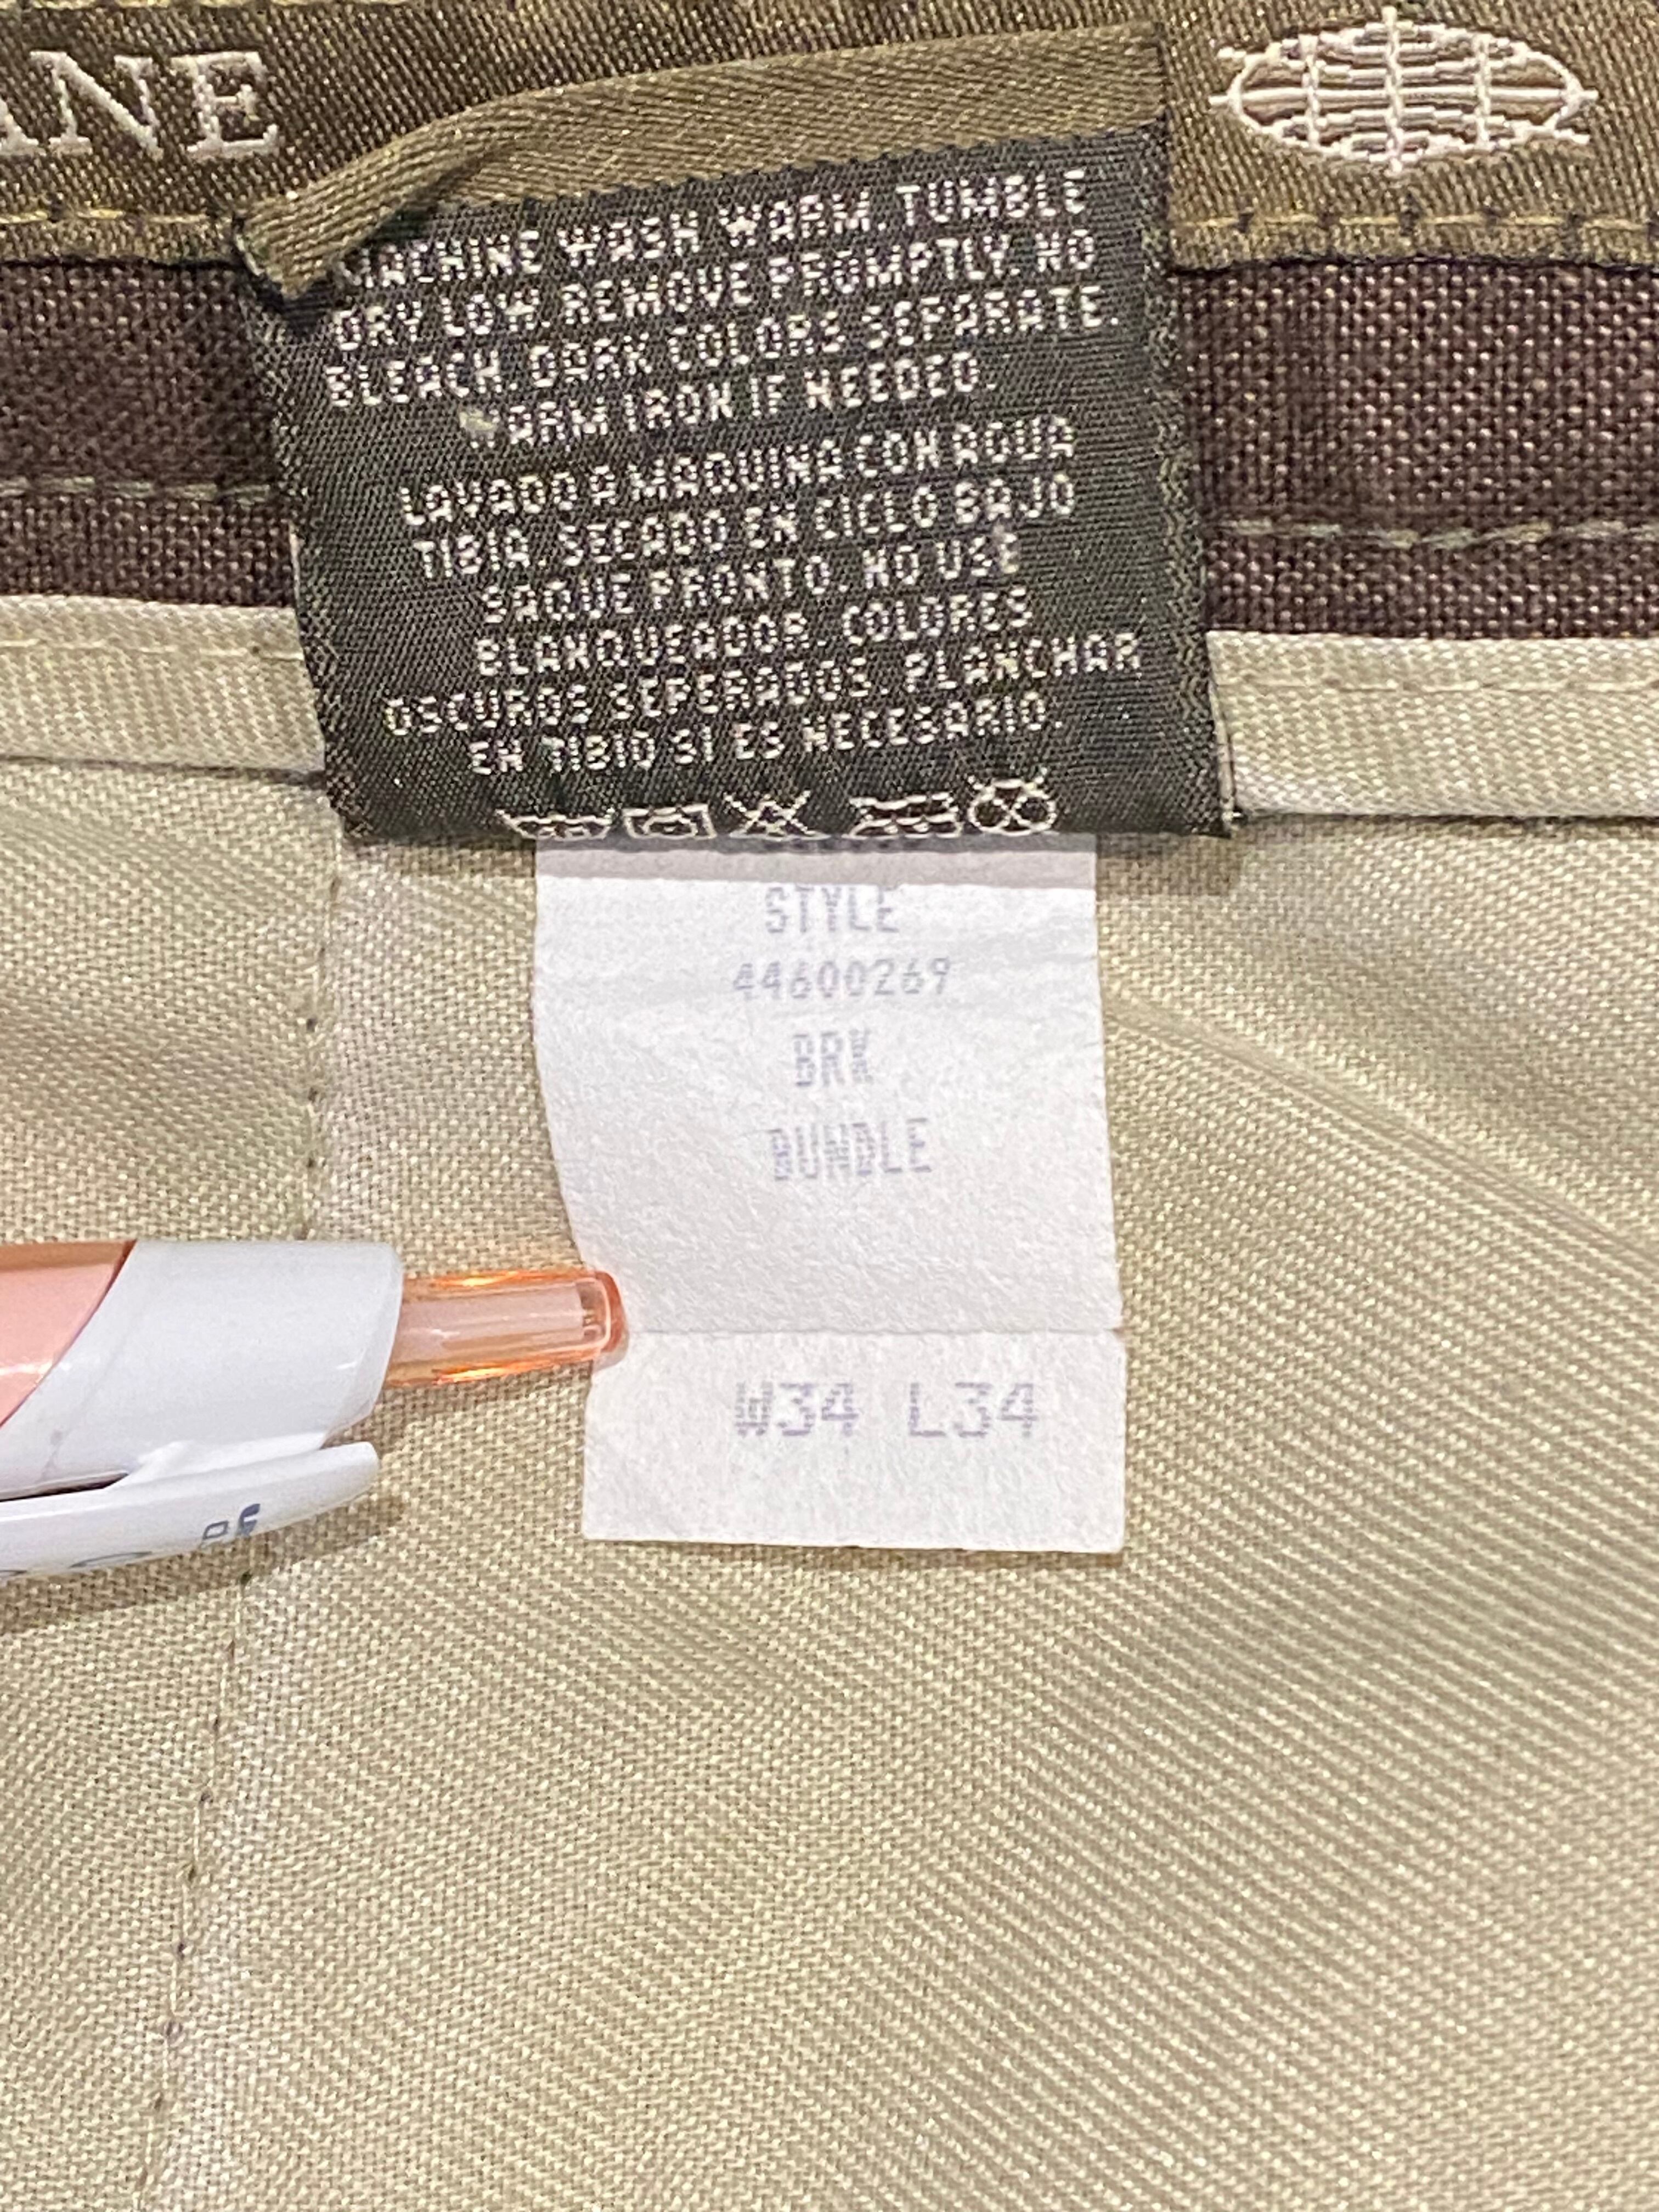 ANE
MACHINE WASH WARM. TUMBLE
DRY LOW. REMOVE PROMPTLY. NO
BLEACH. DARK COLORS SEPARATE.
WARM IRON IF NEEDED.
LAVADO A MAQUINA CON AGUA
TIBIA. SECADO EN CICLO BAJO
SAQUE PRONTO. NO USE
BLANQUEADOR. COLORES
OSCUROS SEPERADOS. PLANCHAR
EN TIBIO SI ES NECESARIO.
STYLE
44600269
BRK
BUNDLE
W34 L34